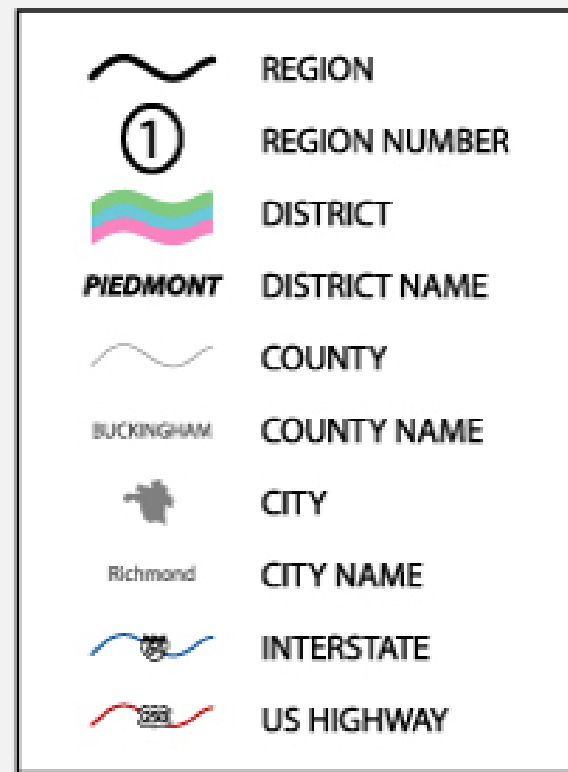 REGION
1 REGION NUMBER
DISTRICT
PIEDMONT DISTRICT NAME
COUNTY
BUCKINGHAM COUNTY NAME
CITY
Richmond CITY NAME
INTERSTATE
US HIGHWAY